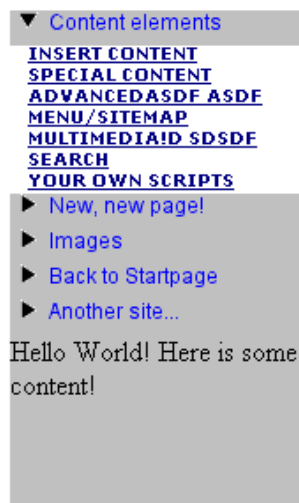 Content elements
INSERT CONTENT
SPECIAL CONTENT
ADVANCEDASDF ASDF
MENU/SITEMAP
MULTIMEDIA!D SDSDF
SEARCH
YOUR OWN SCRIPTS
New, new page!
Images
Back to Startpage
Another site...
Hello World! Here is some
content!